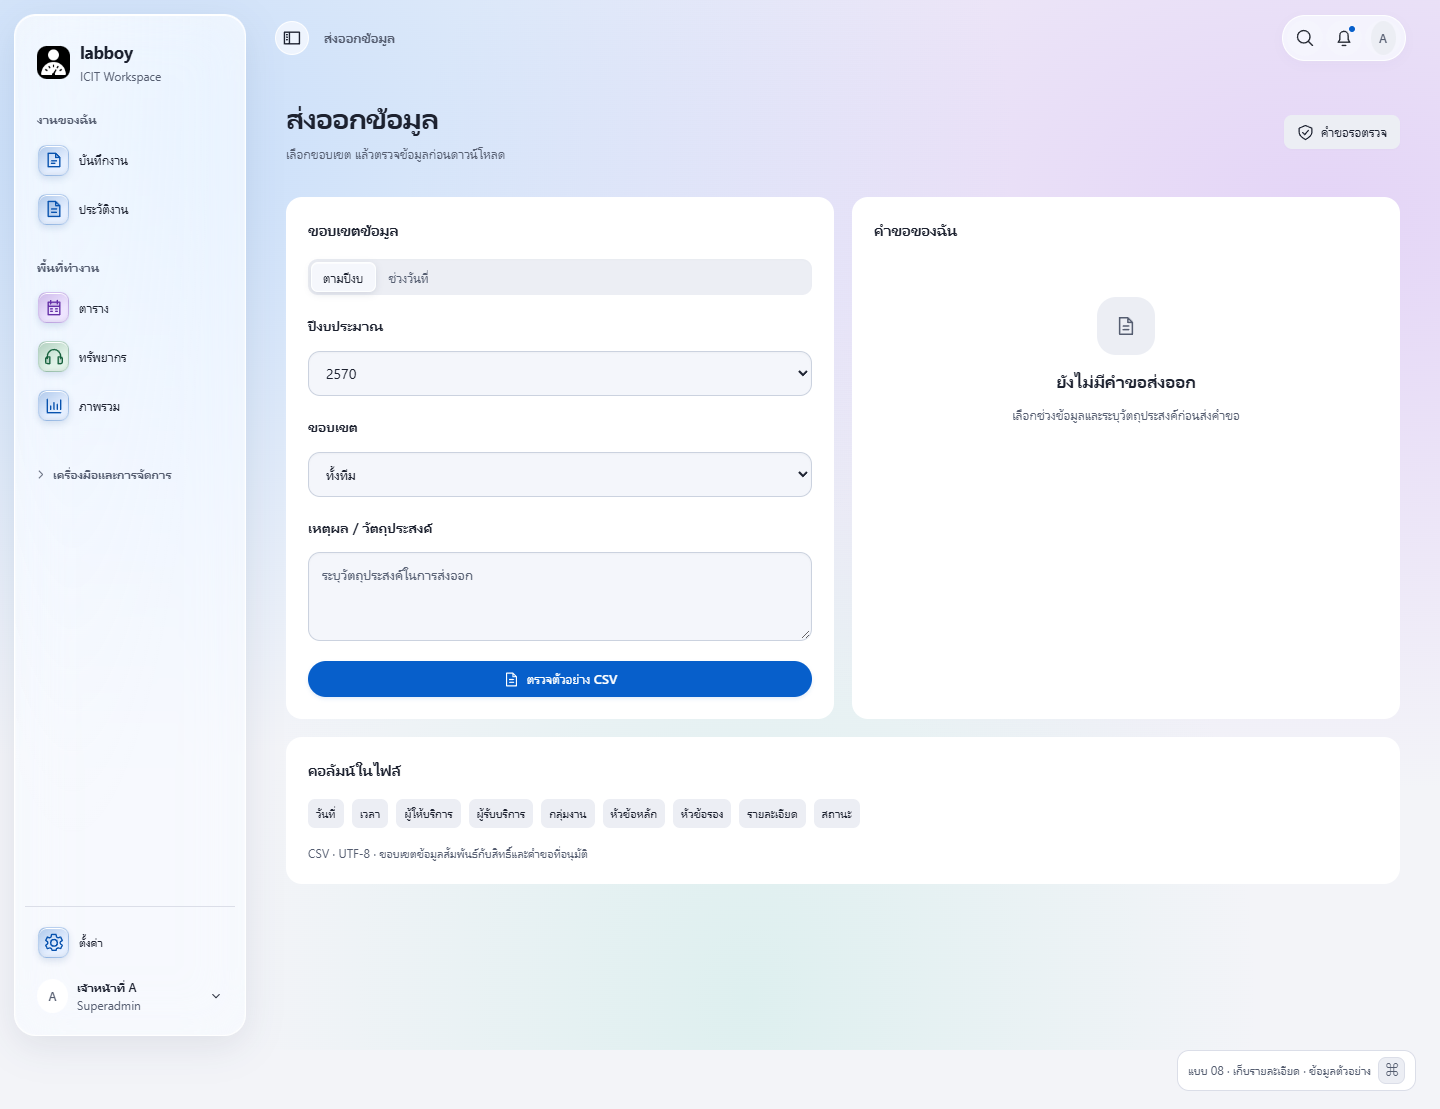 labboy
ICIT Workspace
งานของฉัน
บันทึกงาน
ประวัติงาน
พื้นที่ทำงาน
ตาราง
ทรัพยากร
ภาพรวม
เครื่องมือและการจัดการ
ตั้งค่า
A
เจ้าหน้าที่ A
Superadmin
ส่งออกข้อมูล
A
ส่งออกข้อมูล
เลือกขอบเขต แล้วตรวจข้อมูลก่อนดาวน์โหลด
คำขอรอตรวจ
ขอบเขตข้อมูล
ตามปีงบ ช่วงวันที่
ปีงบประมาณ
2570
ขอบเขต
ทั้งทีม
เหตุผล / วัตถุประสงค์
ระบุวัตถุประสงค์ในการส่งออก
ตรวจตัวอย่าง CSV
คำขอของฉัน
ยังไม่มีคำขอส่งออก
เลือกช่วงข้อมูลและระบุวัตถุประสงค์ก่อนส่งคำขอ
คอลัมน์ในไฟล์
วันที่ เวลา ผู้ให้บริการ ผู้รับบริการ กลุ่มงาน หัวข้อหลัก หัวข้อรอง รายละเอียด สถานะ
CSV · UTF-8 · ขอบเขตข้อมูลสัมพันธ์กับสิทธิ์และคำขอที่อนุมัติ
แบบ 08 · เก็บรายละเอียด · ข้อมูลตัวอย่าง ⌘